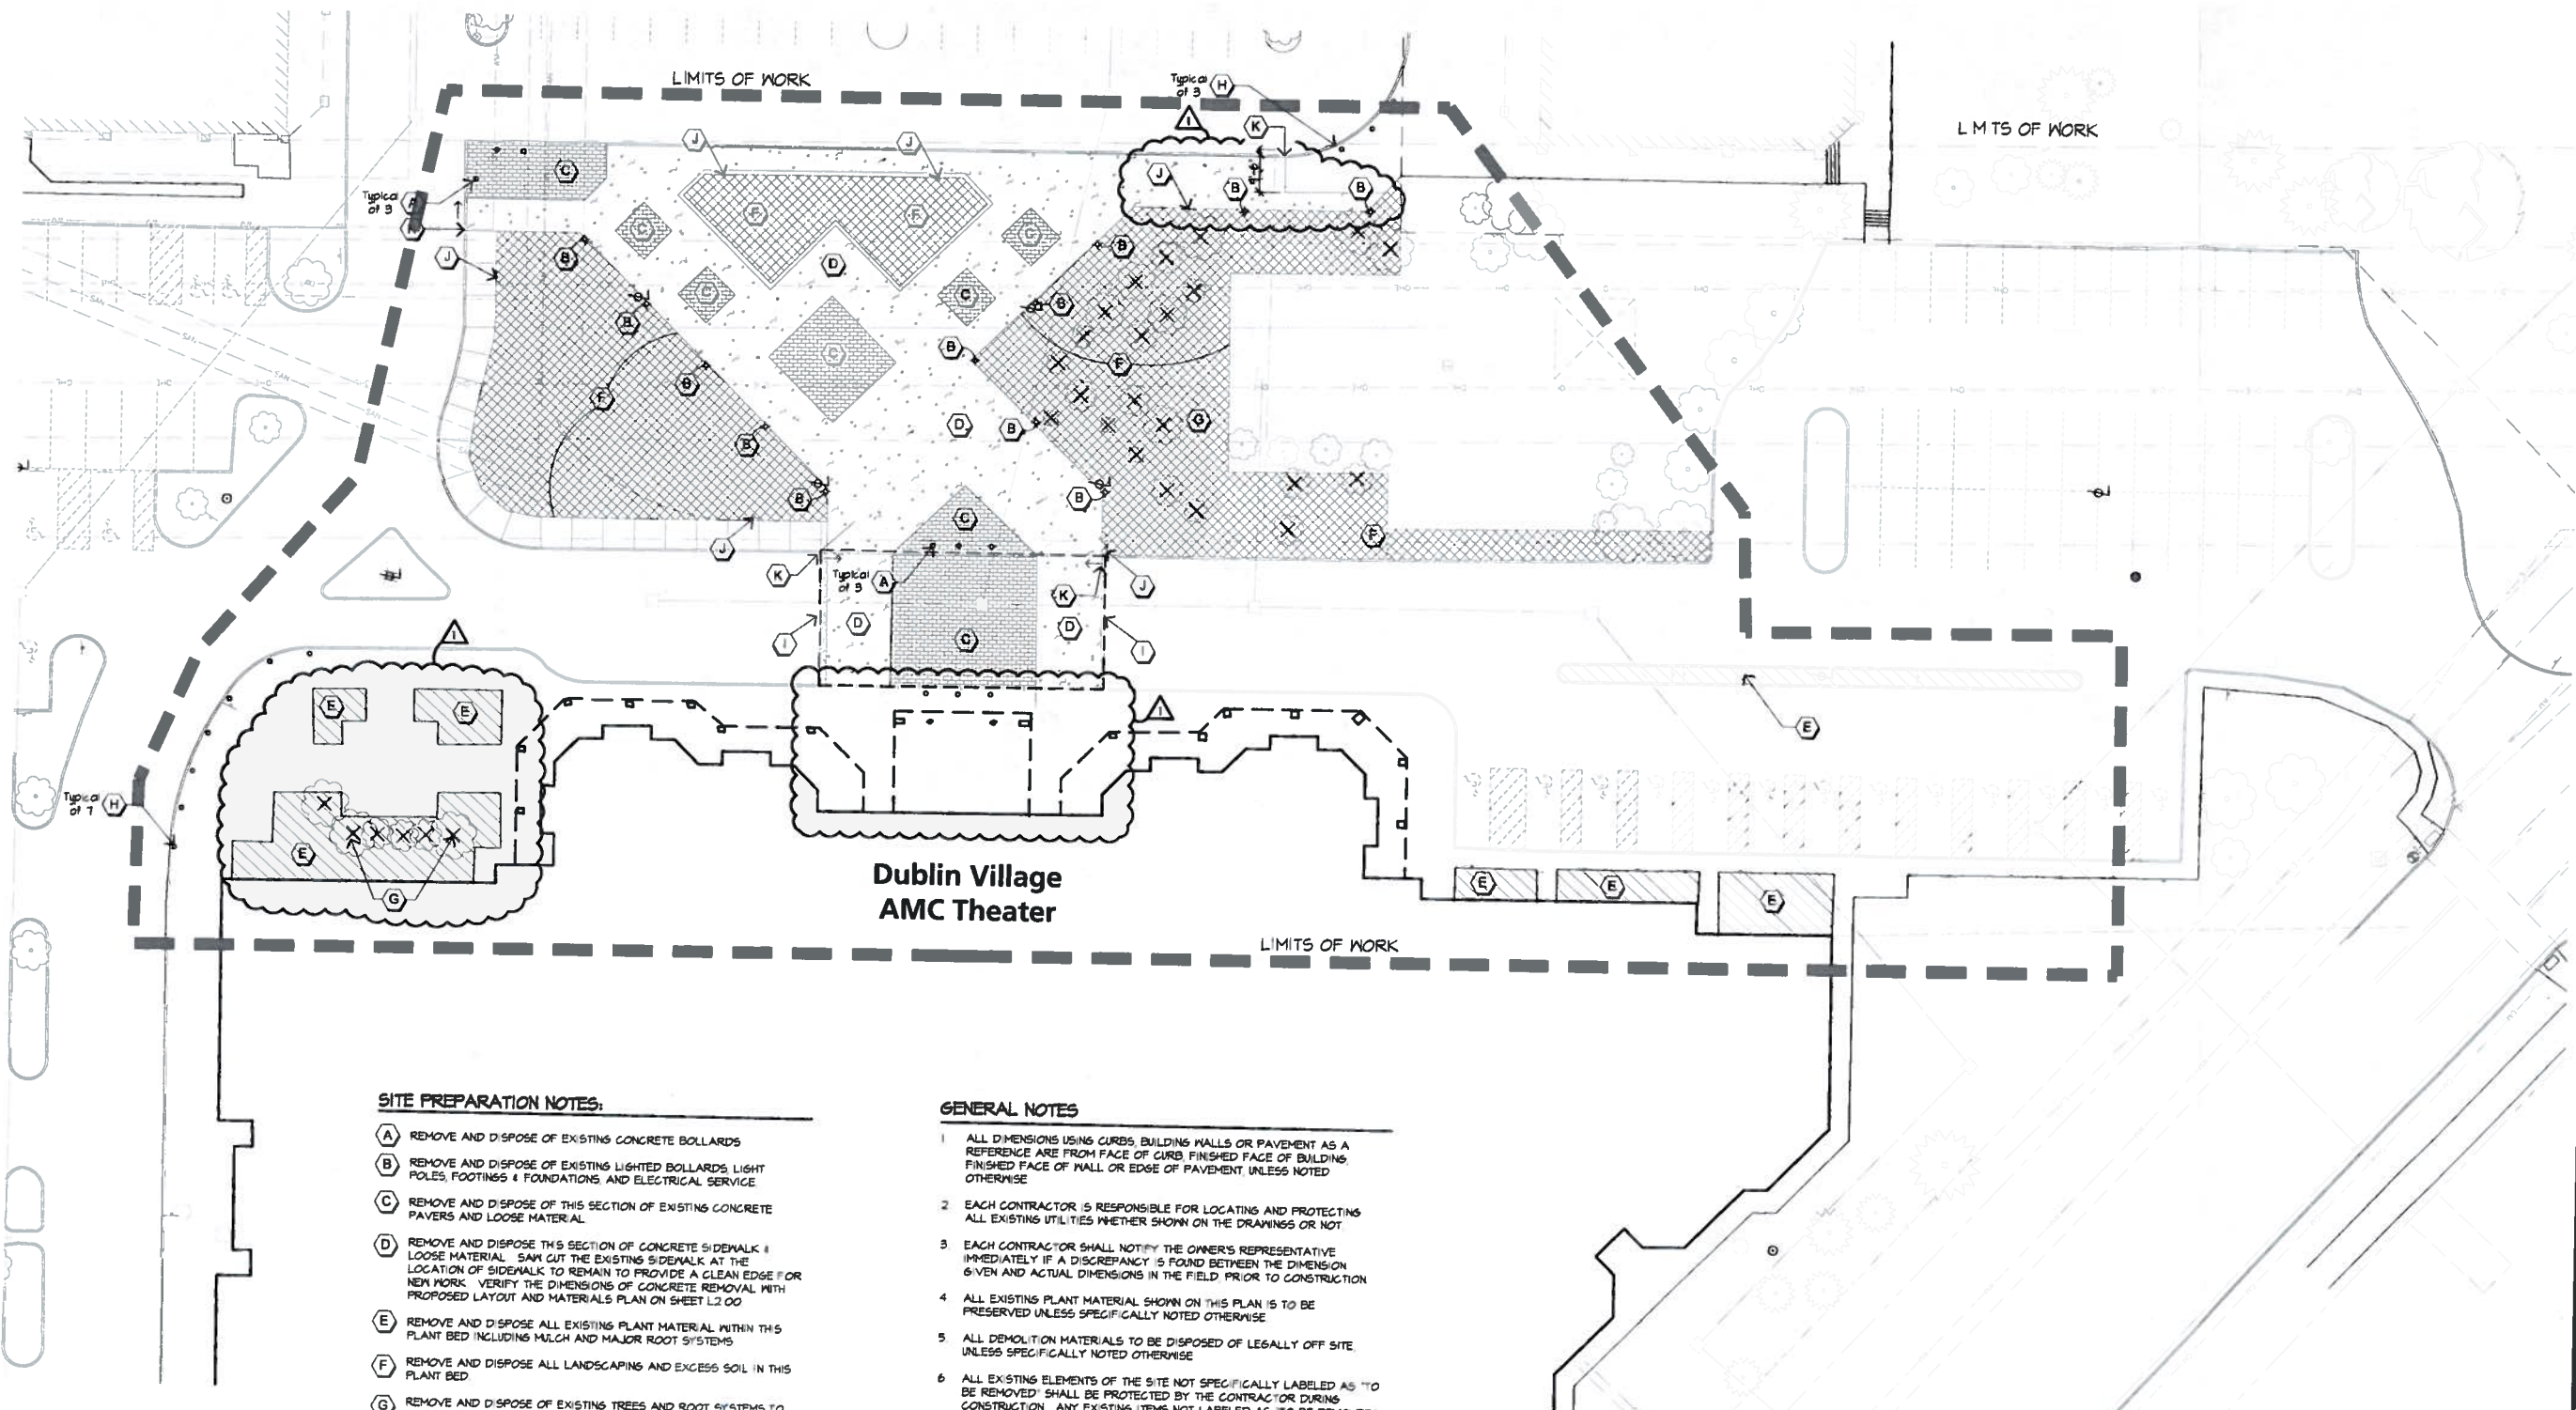 LIMITS OF WORK
Typical
of 3
H
K
LMTS OF WORK
J
J
J
B
B
C
Typical
of 3
J
B
C
F
F
C
D
B
B
C
C
B
B
F
B
C
B
F
B
D
B
G
B
B
C
B
F
J
K
Typical
of 3
A
K
J
I
D
C
D
I
E
E
E
Typical
of 7
H
E
G
E
E
E
Dublin Village
AMC Theater
LIMITS OF WORK
SITE PREPARATION NOTES:
A REMOVE AND DISPOSE OF EXISTING CONCRETE BOLLARDS
B REMOVE AND DISPOSE OF EXISTING LIGHTED BOLLARDS, LIGHT
POLES, FOOTINGS & FOUNDATIONS, AND ELECTRICAL SERVICE
C REMOVE AND DISPOSE OF THIS SECTION OF EXISTING CONCRETE
PAVERS AND LOOSE MATERIAL
D REMOVE AND DISPOSE THIS SECTION OF CONCRETE SIDEWALK &
LOOSE MATERIAL SAW CUT THE EXISTING SIDEWALK AT THE
LOCATION OF SIDEWALK TO REMAIN TO PROVIDE A CLEAN EDGE FOR
NEW WORK VERIFY THE DIMENSIONS OF CONCRETE REMOVAL WITH
PROPOSED LAYOUT AND MATERIALS PLAN ON SHEET L2 00
E REMOVE AND DISPOSE ALL EXISTING PLANT MATERIAL WITHIN THIS
PLANT BED INCLUDING MULCH AND MAJOR ROOT SYSTEMS
F REMOVE AND DISPOSE ALL LANDSCAPING AND EXCESS SOIL IN THIS
PLANT BED
G REMOVE AND DISPOSE OF EXISTING TREES AND ROOT SYSTEMS TO
GENERAL NOTES
1 ALL DIMENSIONS USING CURBS, BUILDING WALLS OR PAVEMENT AS A
REFERENCE ARE FROM FACE OF CURB, FINISHED FACE OF BUILDING,
FINISHED FACE OF WALL OR EDGE OF PAVEMENT, UNLESS NOTED
OTHERWISE
2 EACH CONTRACTOR IS RESPONSIBLE FOR LOCATING AND PROTECTING
ALL EXISTING UTILITIES WHETHER SHOWN ON THE DRAWINGS OR NOT
3 EACH CONTRACTOR SHALL NOTIFY THE OWNER'S REPRESENTATIVE
IMMEDIATELY IF A DISCREPANCY IS FOUND BETWEEN THE DIMENSION
GIVEN AND ACTUAL DIMENSIONS IN THE FIELD PRIOR TO CONSTRUCTION
4 ALL EXISTING PLANT MATERIAL SHOWN ON THIS PLAN IS TO BE
PRESERVED UNLESS SPECIFICALLY NOTED OTHERWISE
5. ALL DEMOLITION MATERIALS TO BE DISPOSED OF LEGALLY OFF SITE,
UNLESS SPECIFICALLY NOTED OTHERWISE
6 ALL EXISTING ELEMENTS OF THE SITE NOT SPECIFICALLY LABELED AS "TO
BE REMOVED" SHALL BE PROTECTED BY THE CONTRACTOR DURING